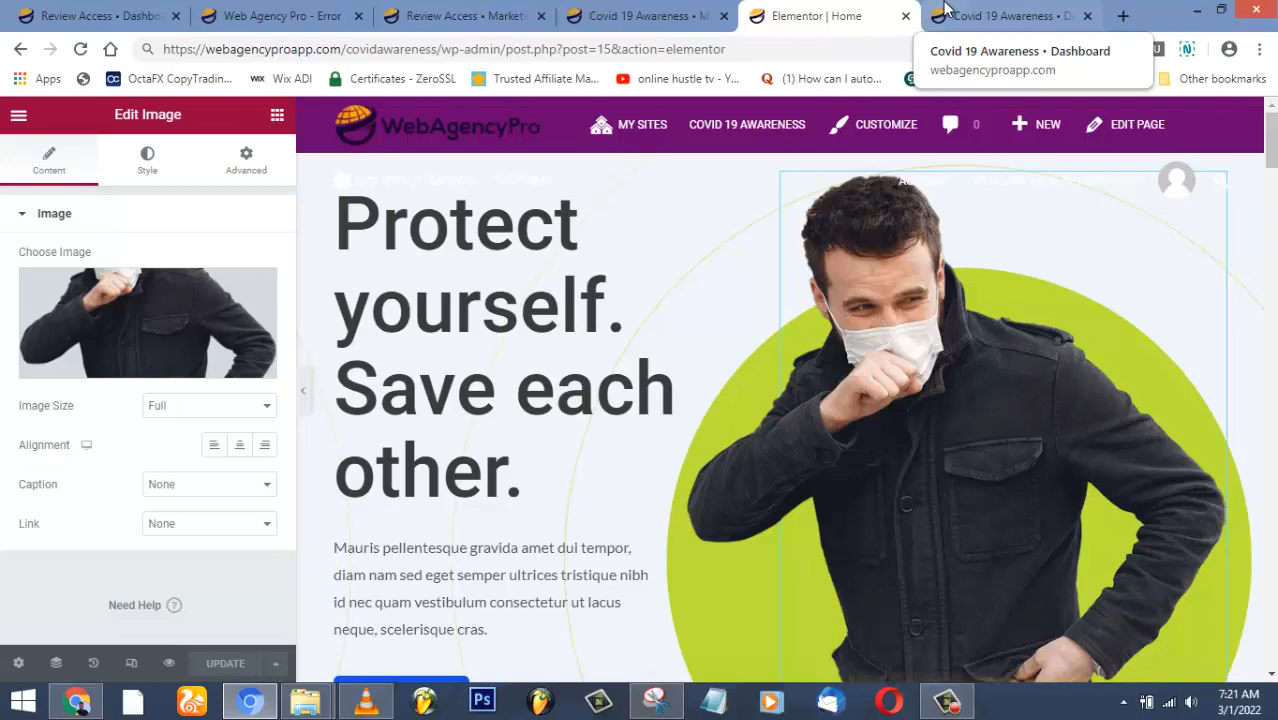 Review Access • Dashb
WebAgency Pro - Error
Review Access • Market
Covid 19 Awareness • M
Elementor | Home
Covid 19 Awareness • Da
https://webagencyproapp.com/covidawareness/wp-admin/post.php?post=15&action=elementor
Covid 19 Awareness • Dashboard
webagencyproapp.com
Apps
OctaFX CopyTrading...
Wix ADI
Certificates - ZeroSSL
Trusted Affiliate Ma...
online hustle tv - Y...
(1) How can I auto...
Other bookmarks
Edit Image
WebAgencyPro
MY SITES
COVID 19 AWARENESS
CUSTOMIZE
0
NEW
EDIT PAGE
Content
Style
Advanced
Image
Choose Image
Image Size
Full
Alignment
Caption
None
Link
None
Need Help
UPDATE
Protect
yourself.
Save each
other.
Mauris pellentesque gravida amet dui tempor,
diam nam sed eget semper ultrices tristique nibh
id nec quam vestibulum consectetur ut lacus
neque, scelerisque cras.
Ps
7:21 AM
3/1/2022